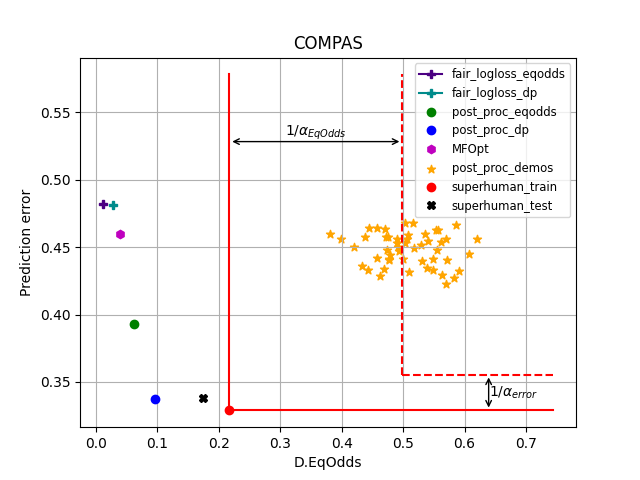 COMPAS
fair_logloss_eqodds
fair_logloss_dp
post_proc_eqodds
post_proc_dp
MFOpt
post_proc_demos
superhuman_train
superhuman_test
1/α_EqOdds
1/α_error
Prediction error
0.55
0.50
0.45
0.40
0.35
0.0 0.1 0.2 0.3 0.4 0.5 0.6 0.7
D.EqOdds